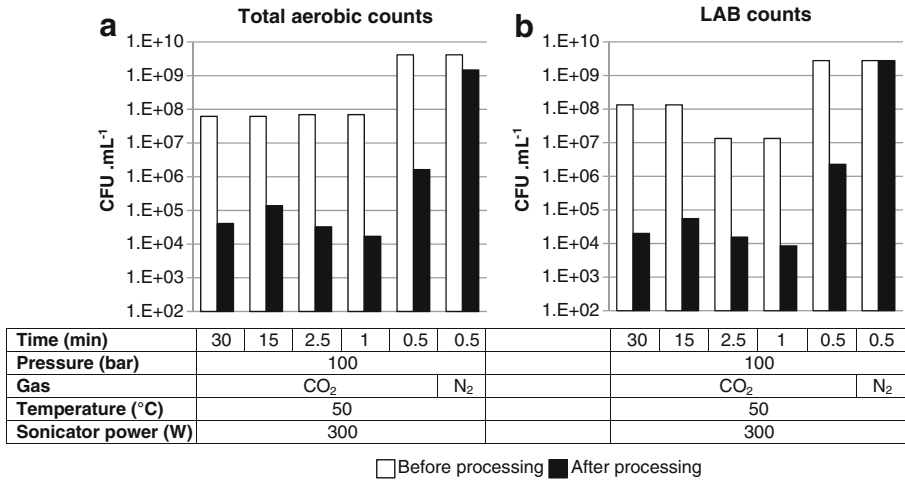 a Total aerobic counts
CFU .mL-1
1.E+10
1.E+09
1.E+08
1.E+07
1.E+06
1.E+05
1.E+04
1.E+03
1.E+02
b LAB counts
CFU .mL-1
1.E+10
1.E+09
1.E+08
1.E+07
1.E+06
1.E+05
1.E+04
1.E+03
1.E+02
Time (min) 30 15 2.5 1 0.5 0.5 30 15 2.5 1 0.5 0.5
Pressure (bar) 100 100
Gas CO₂ N₂ CO₂ N₂
Temperature (°C) 50 50
Sonicator power (W) 300 300
Before processing After processing